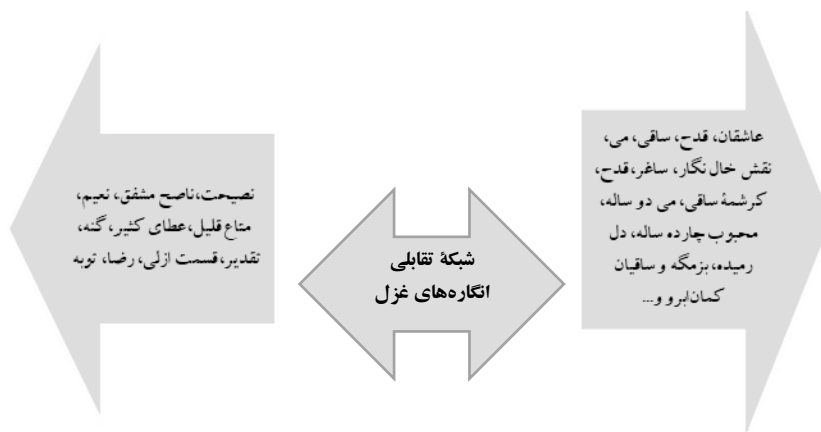 عاشقان، قدح، ساقی، می،
نقش خال نگار، ساغر، قدح،
کرشمهٔ ساقی، می دو ساله،
محبوب چارده ساله، دل
رمیده، بزمگه و ساقیان
کمان‌ابرو و...
شبکهٔ تقابلی
انگاره‌های غزل
نصیحت، ناصح مشفق، نعیم،
متاع قلیل، عطای کثیر، گنه،
تقدیر، قسمت ازلی، رضا، توبه